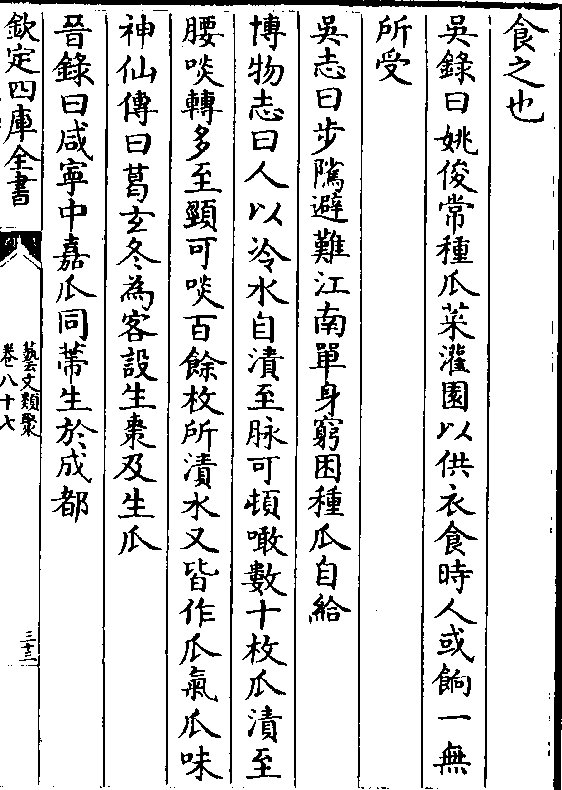 食之也
吳錄曰姚俊常種瓜菜灌園以供衣食時人或餉一無
所受
吳志曰步隲避難江南單身窮困種瓜自給
博物志曰人以冷水自漬至脉可頓噉數十枚瓜漬至
腰啖轉多至頸可啖百餘枚所漬水又皆作瓜氣瓜味
神仙傳曰葛玄冬為客設生棗及生瓜
晉錄曰咸寧中嘉瓜同蔕生於成都
欽定四庫全書
藝文類聚
卷八十七
三十二